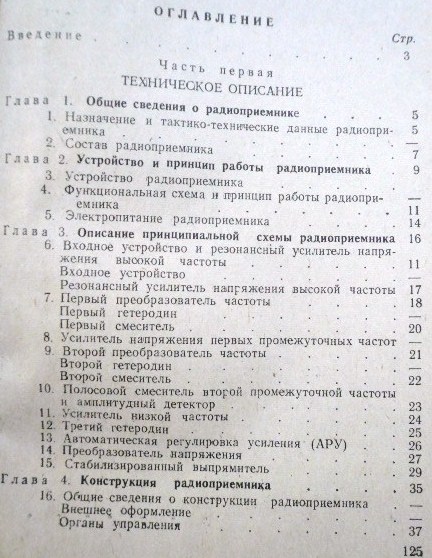 ОГЛАВЛЕНИЕ
Стр.
Введение . . . . . . . 3
Часть первая
ТЕХНИЧЕСКОЕ ОПИСАНИЕ
Глава 1. Общие сведения о радиоприемнике . . . 5
1. Назначение и тактико-технические данные радиопри-
емника . . . . . . . 5
2. Состав радиоприемника . . . . . 7
Глава 2. Устройство и принцип работы радиоприемника . 9
3. Устройство радиоприемника . . . . —
4. Функциональная схема и принцип работы радиопри-
емника . . . . . . . 11
5. Электропитание радиоприемника . . . . 14
Глава 3. Описание принципиальной схемы радиоприемника 16
6. Входное устройство и резонансный усилитель напря-
жения высокой частоты . . . . . 11
Входное устройство . . . . . —
Резонансный усилитель напряжения высокой частоты 17
7. Первый преобразователь частоты . . . . 18
Первый гетеродин . . . . . —
Первый смеситель . . . . . 20
8. Усилитель напряжения первых промежуточных частот —
9. Второй преобразователь частоты . . . . 21
Второй гетеродин . . . . . —
Второй смеситель . . . . . 22
10. Полосовой смеситель второй промежуточной частоты
и амплитудный детектор . . . . . 23
11. Усилитель низкой частоты . . . . 24
12. Третий гетеродин . . . . . 25
13. Автоматическая регулировка усиления (АРУ) . . 26
14. Преобразователь напряжения . . . . 27
15. Стабилизированный выпрямитель . . . . 29
Глава 4. Конструкция радиоприемника . . . . 35
16. Общие сведения о конструкции радиоприемника . . —
Внешнее оформление . . . . . —
Органы управления . . . . . 37
125